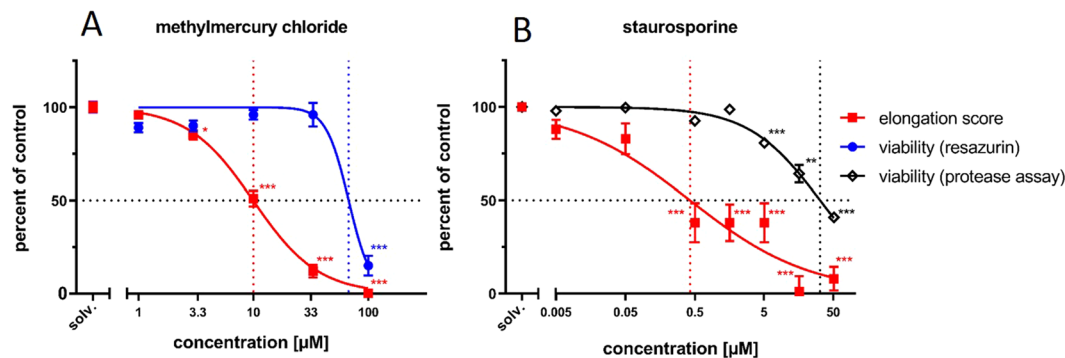 A
methylmercury chloride
percent of control
100
50
0
*
***
***
***
***
solv.
1
3.3
10
33
100
concentration [µM]
B
staurosporine
percent of control
100
50
0
***
**
***
***
***
***
***
***
solv.
0.005
0.05
0.5
5
50
concentration [µM]
elongation score
viability (resazurin)
viability (protease assay)